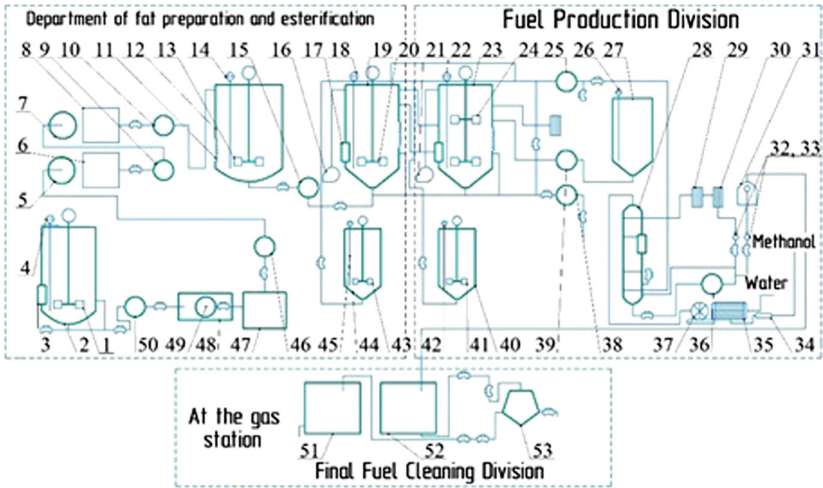 Department of fat preparation and esterification
Fuel Production Division
8 9 10 11 12 13 14 15 16 17 18 19 20 21 22 23 24 25 26 27 28 29 30 31
7
6
5
32, 33
4
Methanol
Water
3 2 1 50 49 48 47 46 45 44 43 42 41 40 39 38 37 36 35 34
At the gas
station
51 52 53
Final Fuel Cleaning Division